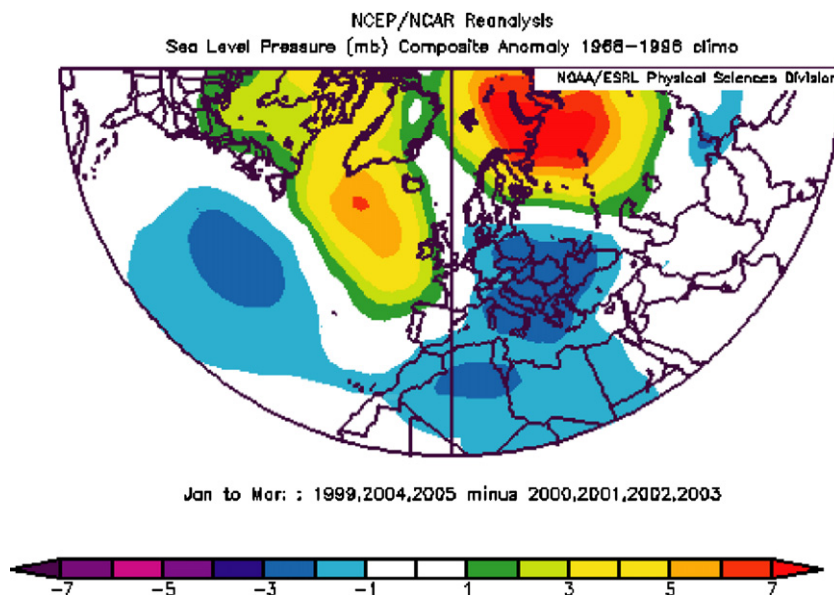 NCEP/NCAR Reanalysis
Sea Level Pressure (mb) Composite Anomaly 1968-1996 climo
NOAA/ESRL Physical Sciences Division
Jan to Mar: : 1999,2004,2005 minus 2000,2001,2002,2003
-7 -5 -3 -1 1 3 5 7